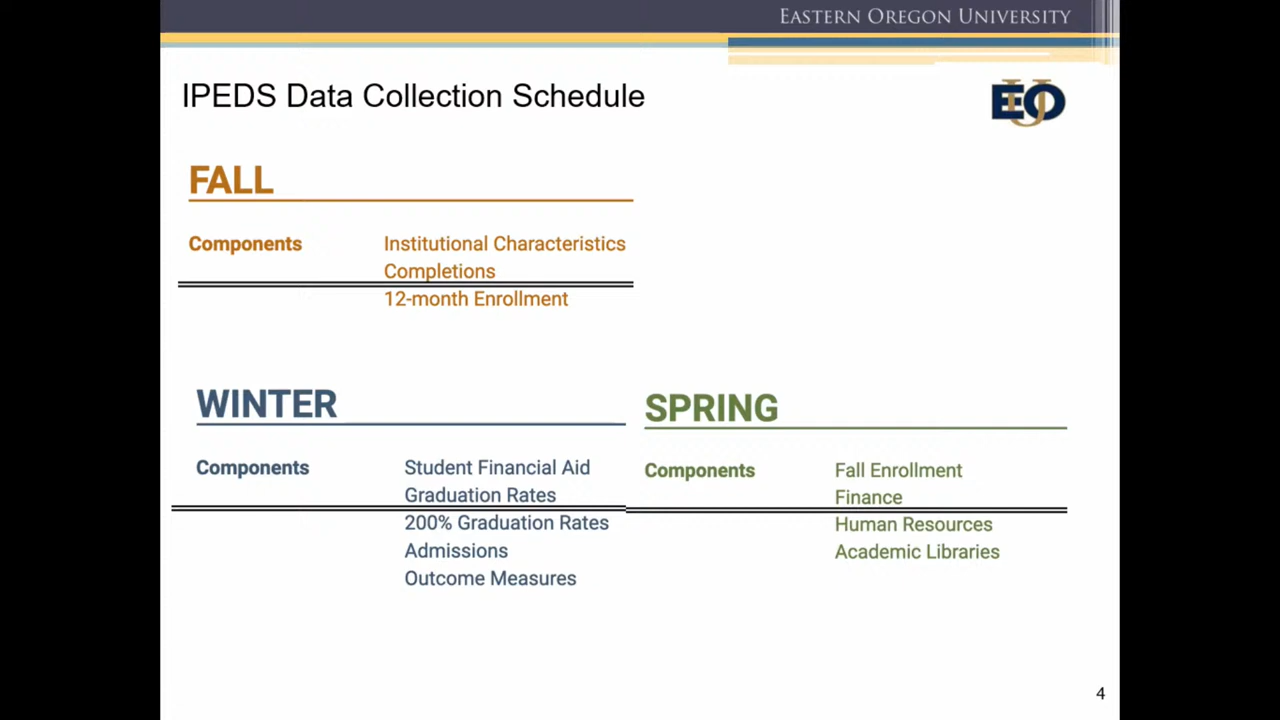 EASTERN OREGON UNIVERSITY
IPEDS Data Collection Schedule
EOU
FALL
Components Institutional Characteristics
Completions
12-month Enrollment
WINTER
Components Student Financial Aid
Graduation Rates
200% Graduation Rates
Admissions
Outcome Measures
SPRING
Components Fall Enrollment
Finance
Human Resources
Academic Libraries
4